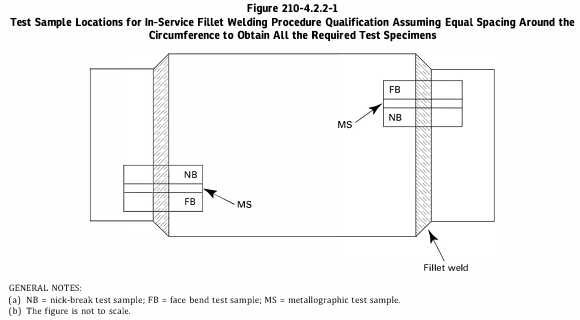 Figure 210-4.2.2-1
Test Sample Locations for In-Service Fillet Welding Procedure Qualification Assuming Equal Spacing Around the
Circumference to Obtain All the Required Test Specimens
FB
NB
MS
NB
FB
MS
Fillet weld
GENERAL NOTES:
(a) NB = nick-break test sample; FB = face bend test sample; MS = metallographic test sample.
(b) The figure is not to scale.